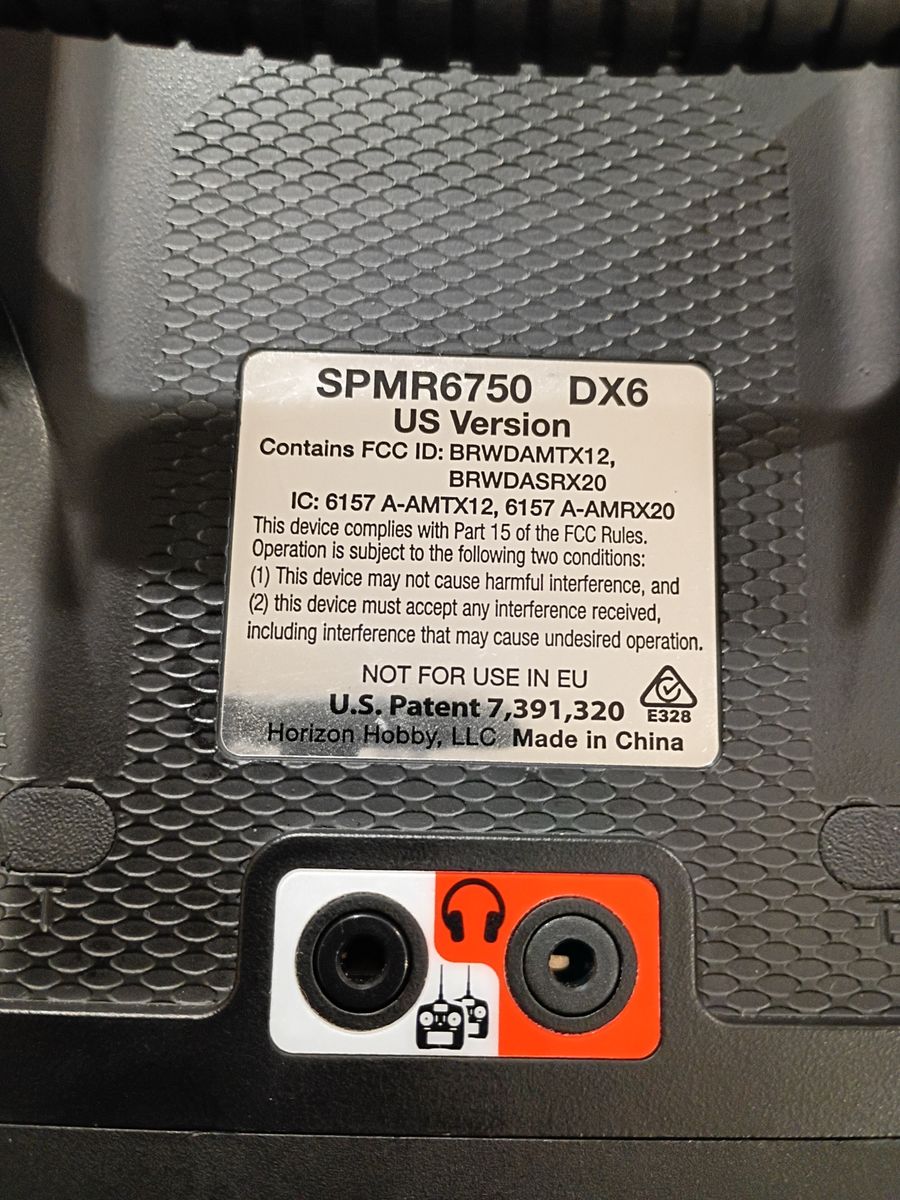 SPMR6750 DX6
US Version
Contains FCC ID: BRWDAMTX12,
BRWDASRX20
IC: 6157 A-AMTX12, 6157 A-AMRX20
This device complies with Part 15 of the FCC Rules.
Operation is subject to the following two conditions:
(1) This device may not cause harmful interference, and
(2) this device must accept any interference received,
including interference that may cause undesired operation.
NOT FOR USE IN EU
U.S. Patent 7,391,320
E328
Horizon Hobby, LLC Made in China